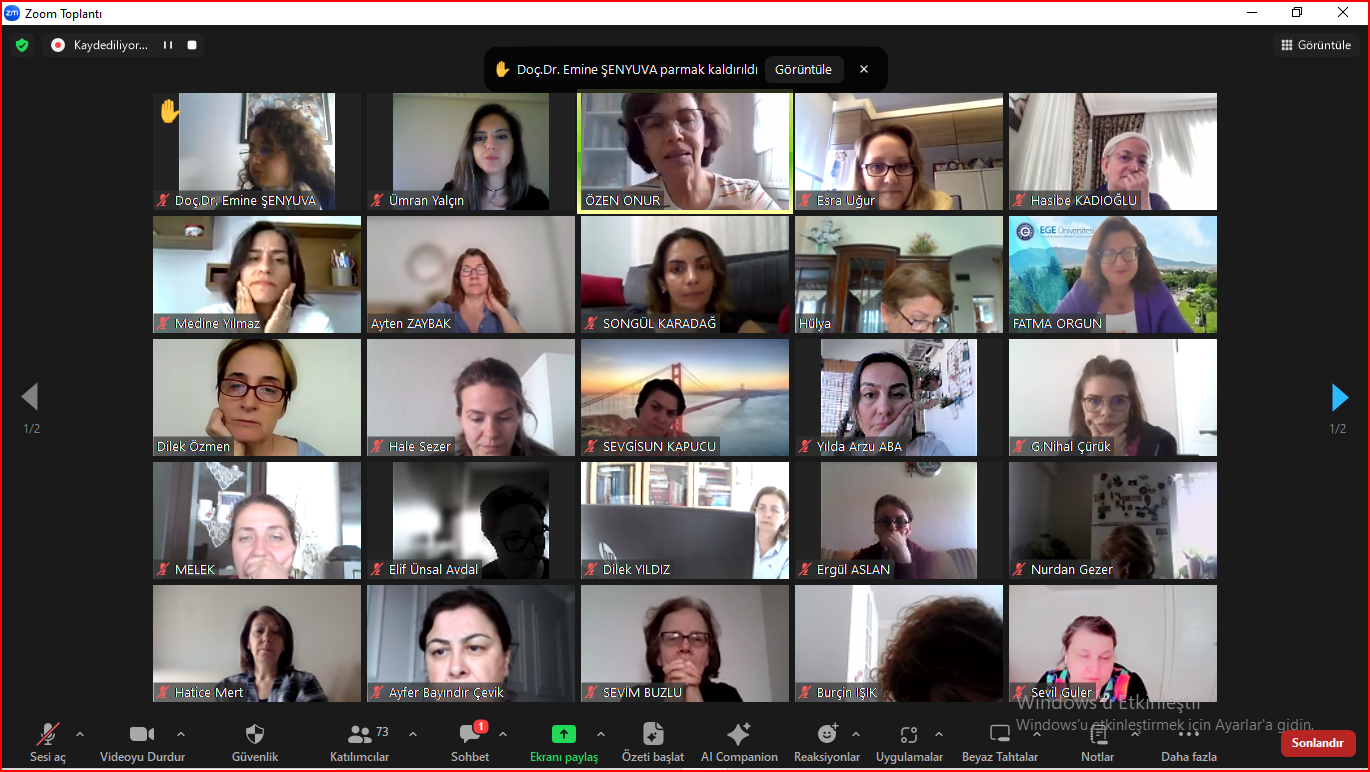 zm Zoom Toplantı
Kaydediliyor...
Görüntüle
Doç.Dr. Emine ŞENYUVA parmak kaldırıldı Görüntüle
Doç.Dr. Emine ŞENYUVA
Ümran Yalçın
ÖZEN ONUR
Esra Uğur
Hasibe KADIOĞLU
EGE Üniversitesi
Medine Yılmaz
Ayten ZAYBAK
SONGÜL KARADAĞ
Hülya
FATMA ORGUN
Dilek Özmen
Hale Sezer
SEVGİSUN KAPUCU
Yılda Arzu ABA
G.Nihal Çürük
1/2
1/2
MELEK
Elif Ünsal Avdal
hp
Dilek YILDIZ
Ergül ASLAN
Nurdan Gezer
Hatice Mert
Ayfer Bayındır Çevik
SEVİM BUZLU
Burçin IŞIK
Sevil Guler
Windows'u Etkinleştir
Windows'u etkinleştirmek için Ayarlar'a gidin.
73
1
Sesi aç
Videoyu Durdur
Güvenlik
Katılımcılar
Sohbet
Ekranı paylaş
Özeti başlat
AI Companion
Reaksiyonlar
Uygulamalar
Beyaz Tahtalar
Notlar
Daha fazla
Sonlandır